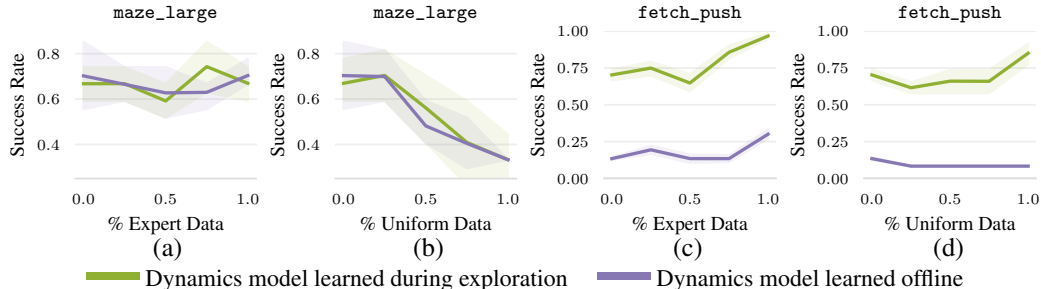 maze_large
maze_large
fetch_push
fetch_push
Success Rate
0.8
0.6
0.4
0.0
0.5
1.0
% Expert Data
(a)
Success Rate
0.8
0.6
0.4
0.0
0.5
1.0
% Uniform Data
(b)
Success Rate
1.00
0.75
0.50
0.25
0.00
0.0
0.5
1.0
% Expert Data
(c)
Success Rate
1.00
0.75
0.50
0.25
0.00
0.0
0.5
1.0
% Uniform Data
(d)
Dynamics model learned during exploration
Dynamics model learned offline